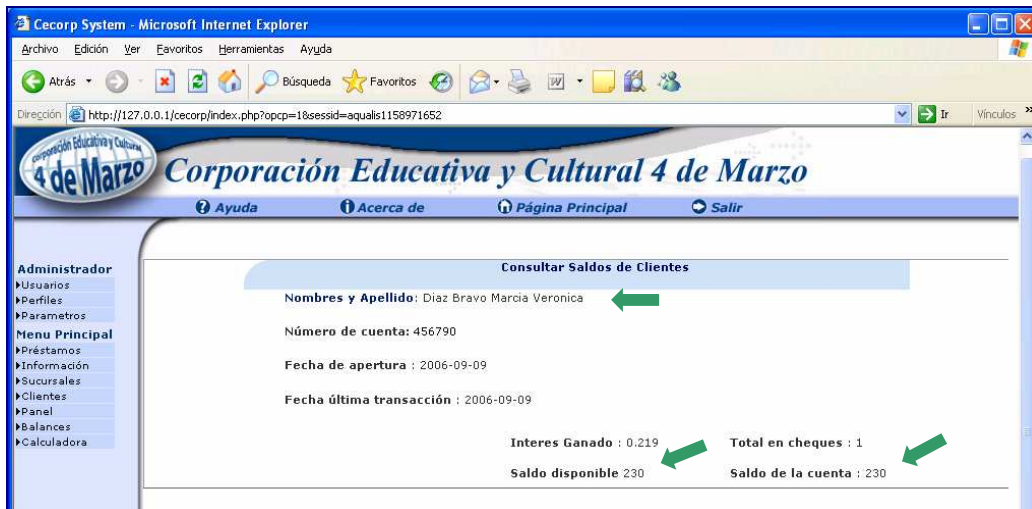 Cecorp System - Microsoft Internet Explorer
Archivo Edición Ver Favoritos Herramientas Ayuda
Atrás Búsqueda Favoritos
Dirección http://127.0.0.1/cecorp/index.php?opcp=1&sessid=aqualis1158971652 Ir Vínculos »
Corporación Educativa y Cultural
4 de Marzo
Corporación Educativa y Cultural 4 de Marzo
Ayuda Acerca de Página Principal Salir
Administrador
Usuarios
Perfiles
Parametros
Menu Principal
Préstamos
Información
Sucursales
Clientes
Panel
Balances
Calculadora
Consultar Saldos de Clientes
Nombres y Apellido: Diaz Bravo Marcia Veronica
Número de cuenta: 456790
Fecha de apertura : 2006-09-09
Fecha última transacción : 2006-09-09
Interes Ganado : 0.219 Total en cheques : 1
Saldo disponible 230 Saldo de la cuenta : 230